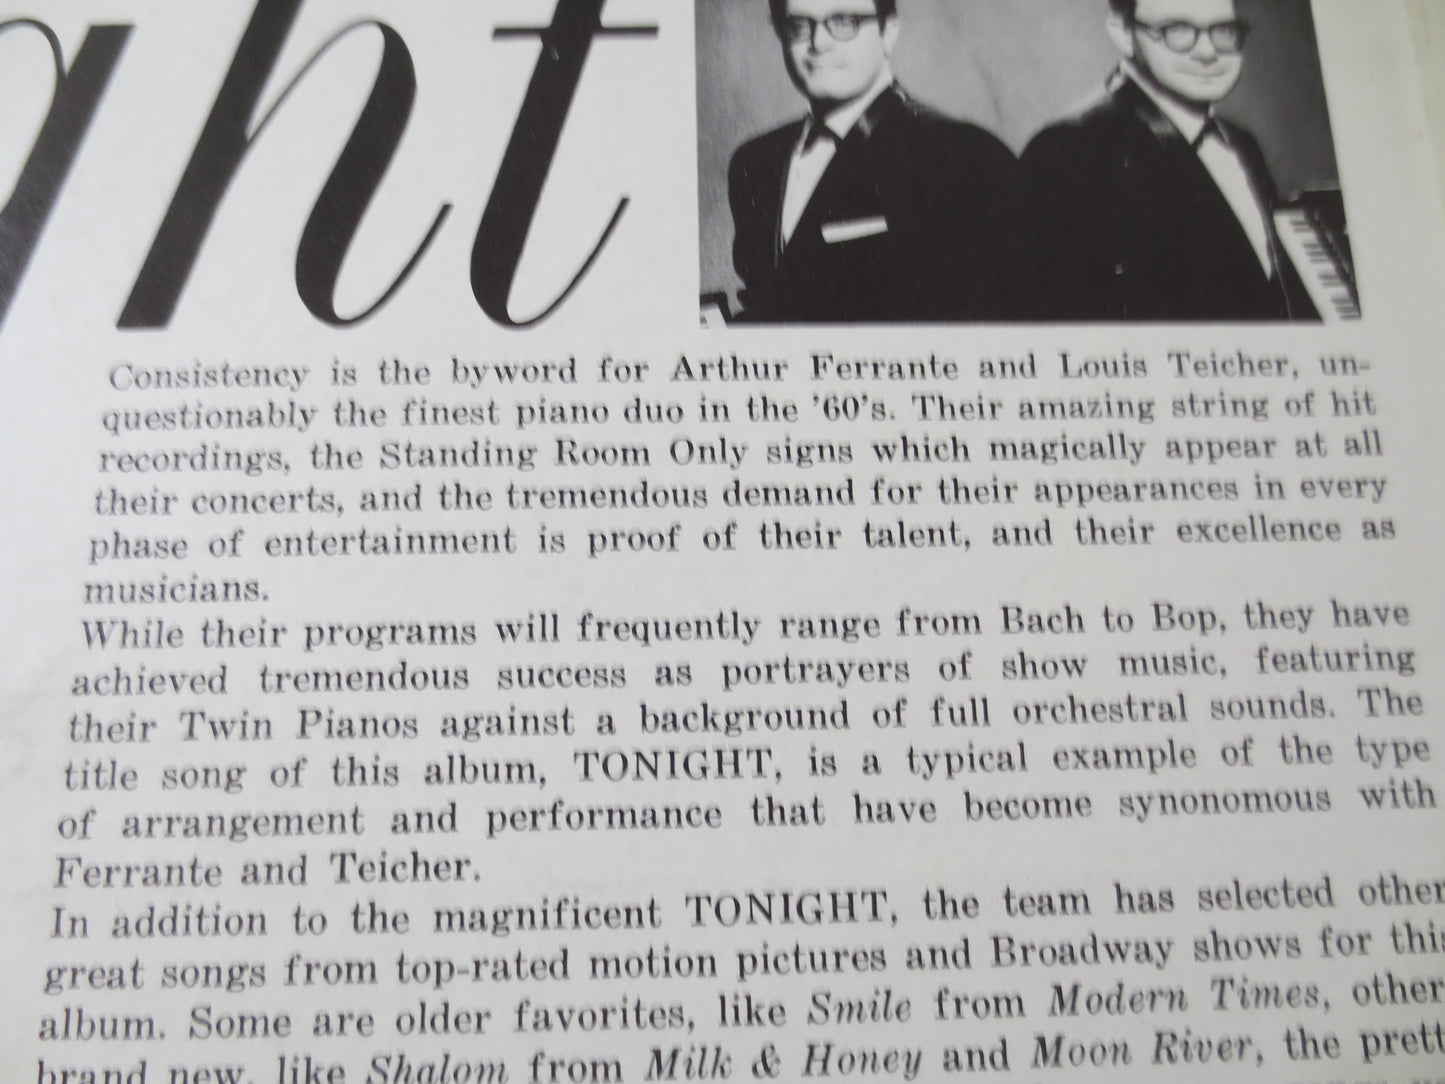 ght
Consistency is the byword for Arthur Ferrante and Louis Teicher, un-
questionably the finest piano duo in the '60's. Their amazing string of hit
recordings, the Standing Room Only signs which magically appear at all
their concerts, and the tremendous demand for their appearances in every
phase of entertainment is proof of their talent, and their excellence as
musicians.
While their programs will frequently range from Bach to Bop, they have
achieved tremendous success as portrayers of show music, featuring
their Twin Pianos against a background of full orchestral sounds. The
title song of this album, TONIGHT, is a typical example of the type
of arrangement and performance that have become synonomous with
Ferrante and Teicher.
In addition to the magnificent TONIGHT, the team has selected other
great songs from top-rated motion pictures and Broadway shows for this
album. Some are older favorites, like Smile from Modern Times, other
brand new, like Shalom from Milk & Honey and Moon River, the prett